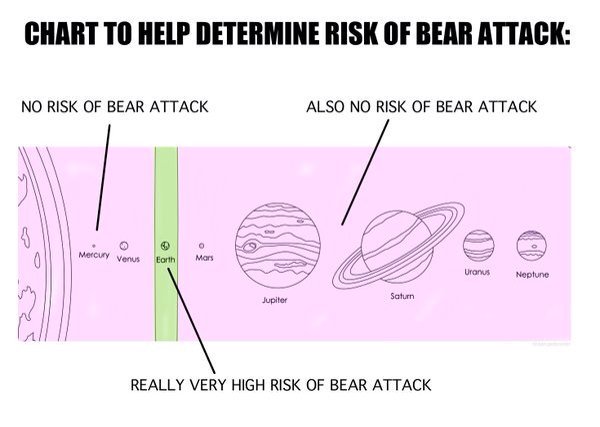 CHART TO HELP DETERMINE RISK OF BEAR ATTACK:
NO RISK OF BEAR ATTACK
ALSO NO RISK OF BEAR ATTACK
Mercury
Venus
Earth
Mars
Jupiter
Saturn
Uranus
Neptune
REALLY VERY HIGH RISK OF BEAR ATTACK